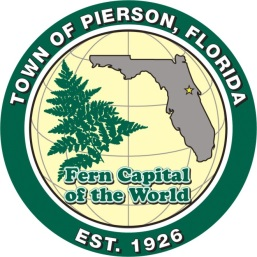 TOWN OF PIERSON, FLORIDA
Fern Capital
of the World
EST. 1926